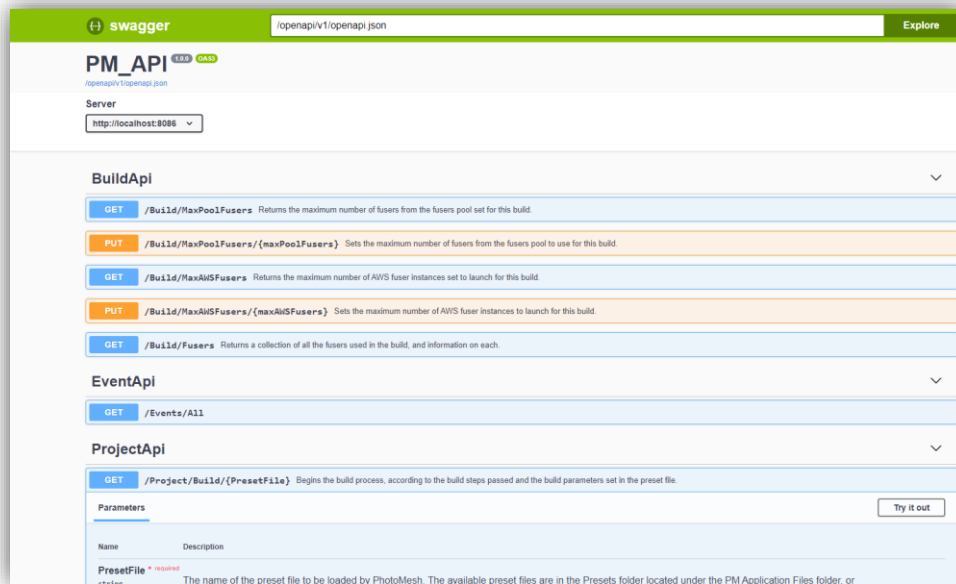 swagger
/openapi/v1/openapi.json
Explore
PM_API 1.0.0 OAS3
/openapi/v1/openapi.json
Server
http://localhost:8086
BuildApi
GET /Build/MaxPoolFusers Returns the maximum number of fusers from the fusers pool set for this build.
PUT /Build/MaxPoolFusers/{maxPoolFusers} Sets the maximum number of fusers from the fusers pool to use for this build.
GET /Build/MaxAWSFusers Returns the maximum number of AWS fuser instances set to launch for this build.
PUT /Build/MaxAWSFusers/{maxAWSFusers} Sets the maximum number of AWS fuser instances to launch for this build.
GET /Build/Fusers Returns a collection of all the fusers used in the build, and information on each.
EventApi
GET /Events/All
ProjectApi
GET /Project/Build/{PresetFile} Begins the build process, according to the build steps passed and the build parameters set in the preset file.
Parameters
Try it out
Name Description
PresetFile * required
string The name of the preset file to be loaded by PhotoMesh. The available preset files are in the Presets folder located under the PM Application Files folder, or